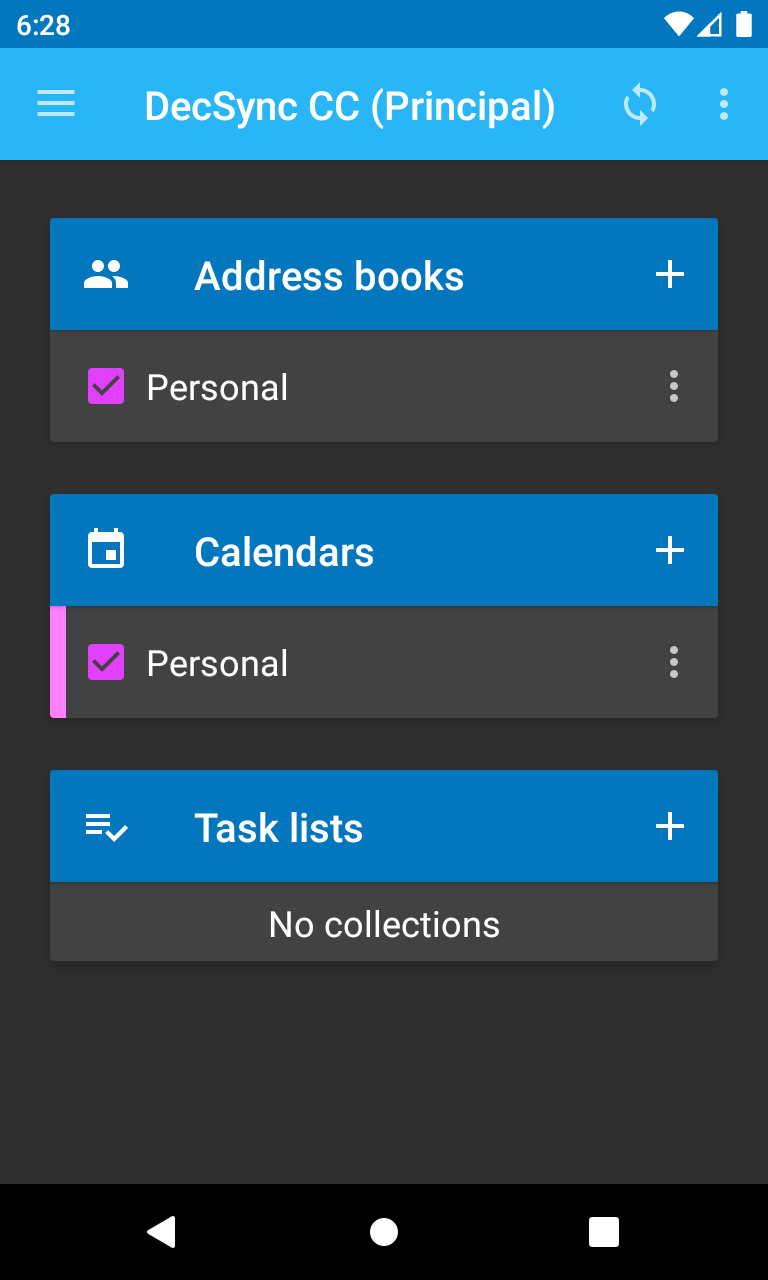 6:28
DecSync CC (Principal)
Address books
Personal
Calendars
Personal
Task lists
No collections